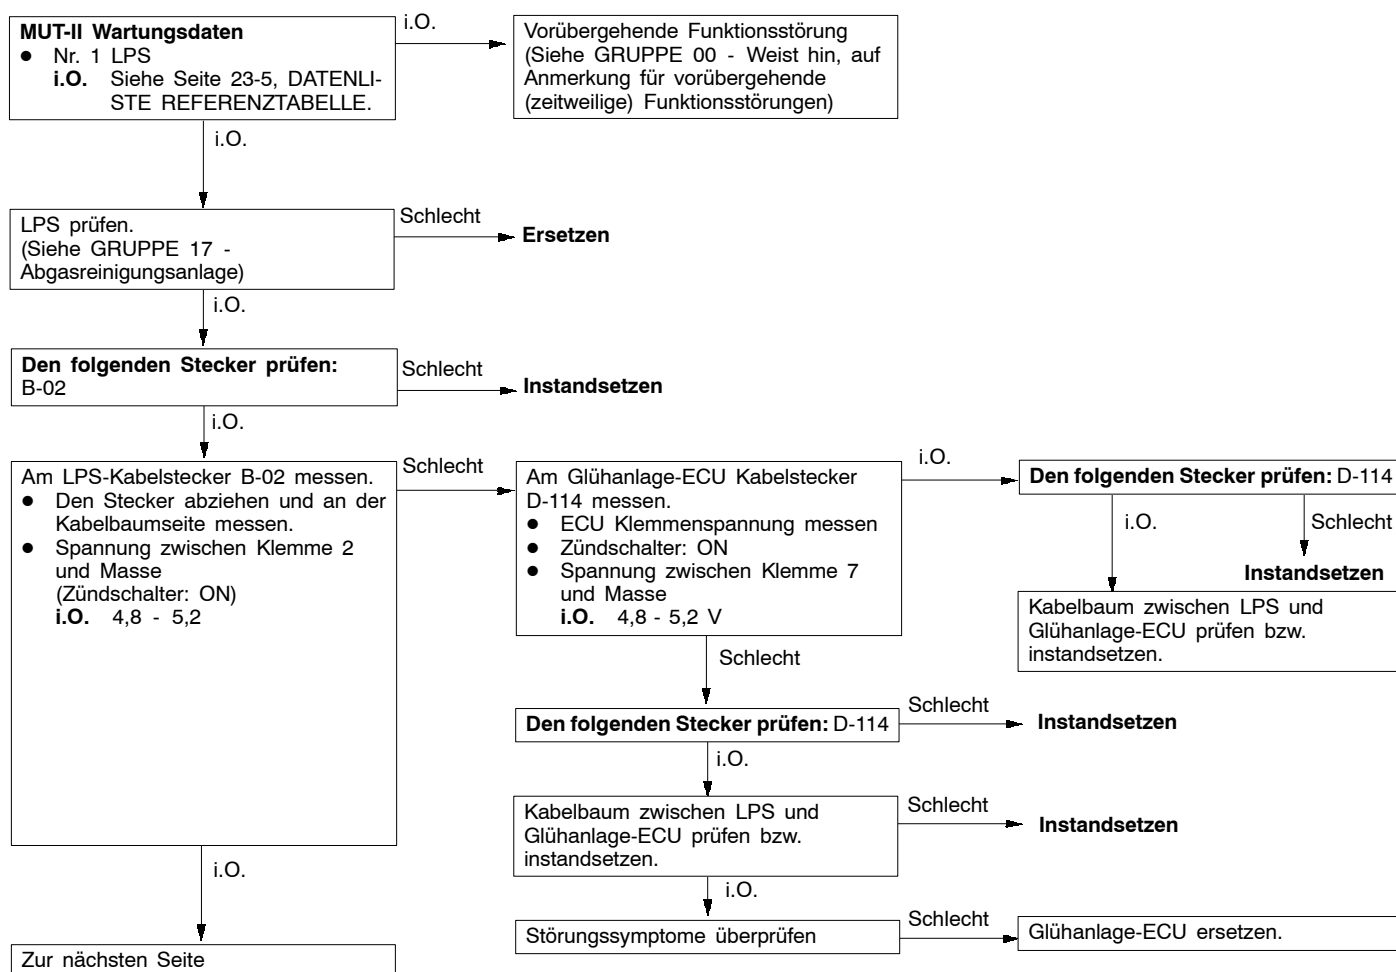 MUT-II Wartungsdaten
● Nr. 1 LPS
i.O. Siehe Seite 23-5, DATENLI-
STE REFERENZTABELLE.
i.O.
Vorübergehende Funktionsstörung
(Siehe GRUPPE 00 - Weist hin, auf
Anmerkung für vorübergehende
(zeitweilige) Funktionsstörungen)
i.O.
LPS prüfen.
(Siehe GRUPPE 17 -
Abgasreinigungsanlage)
Schlecht
Ersetzen
i.O.
Den folgenden Stecker prüfen:
B-02
Schlecht
Instandsetzen
i.O.
Am LPS-Kabelstecker B-02 messen.
● Den Stecker abziehen und an der
Kabelbaumseite messen.
● Spannung zwischen Klemme 2
und Masse
(Zündschalter: ON)
i.O. 4,8 - 5,2
Schlecht
Am Glühanlage-ECU Kabelstecker
D-114 messen.
● ECU Klemmenspannung messen
● Zündschalter: ON
● Spannung zwischen Klemme 7
und Masse
i.O. 4,8 - 5,2 V
i.O.
Den folgenden Stecker prüfen: D-114
i.O.
Schlecht
Instandsetzen
Kabelbaum zwischen LPS und
Glühanlage-ECU prüfen bzw.
instandsetzen.
Schlecht
Den folgenden Stecker prüfen: D-114
Schlecht
Instandsetzen
i.O.
Kabelbaum zwischen LPS und
Glühanlage-ECU prüfen bzw.
instandsetzen.
Schlecht
Instandsetzen
i.O.
Störungssymptome überprüfen
Schlecht
Glühanlage-ECU ersetzen.
i.O.
Zur nächsten Seite